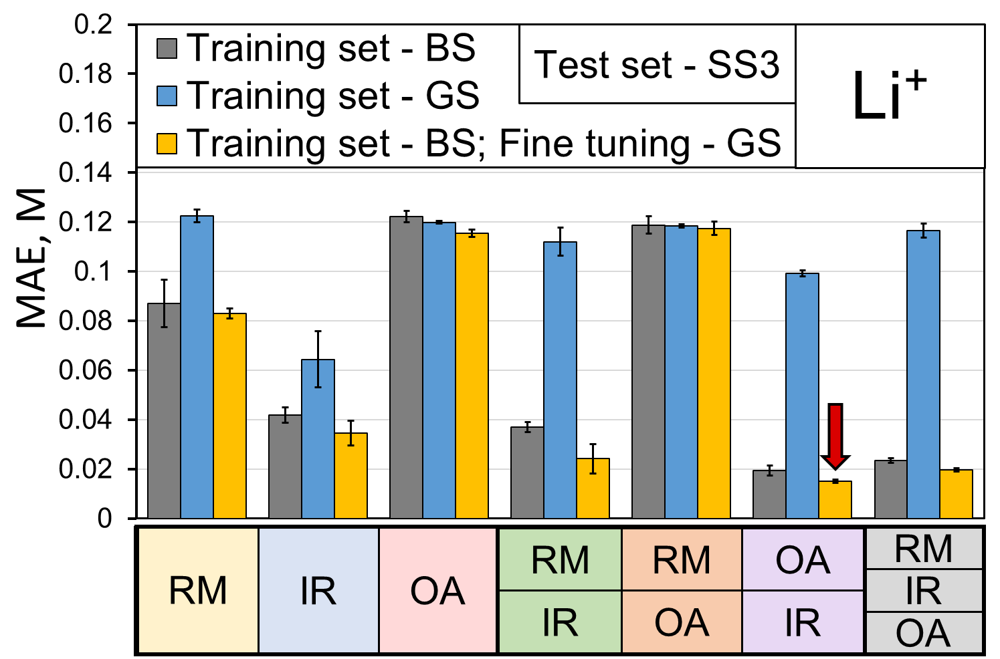 0.2
0.18
0.16
0.14
0.12
0.1
0.08
0.06
0.04
0.02
0
MAE, M
Training set - BS
Training set - GS
Training set - BS; Fine tuning - GS
Test set - SS3
Li⁺
RM
IR
OA
RM
IR
RM
OA
OA
IR
RM
IR
OA